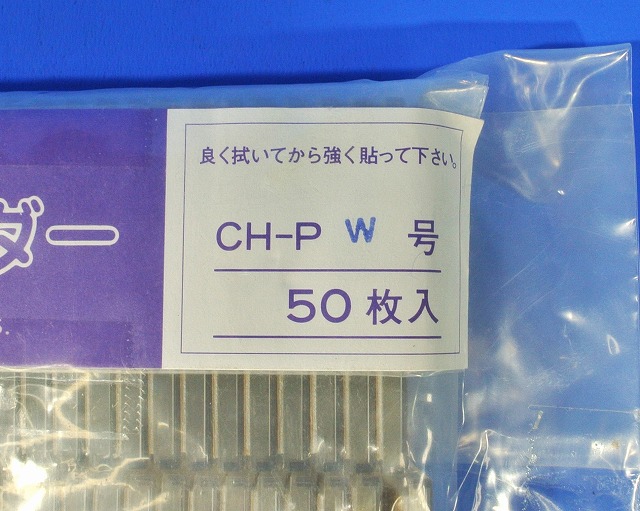 良く拭いてから強く貼って下さい。
ダー
CH-P W 号
50枚入